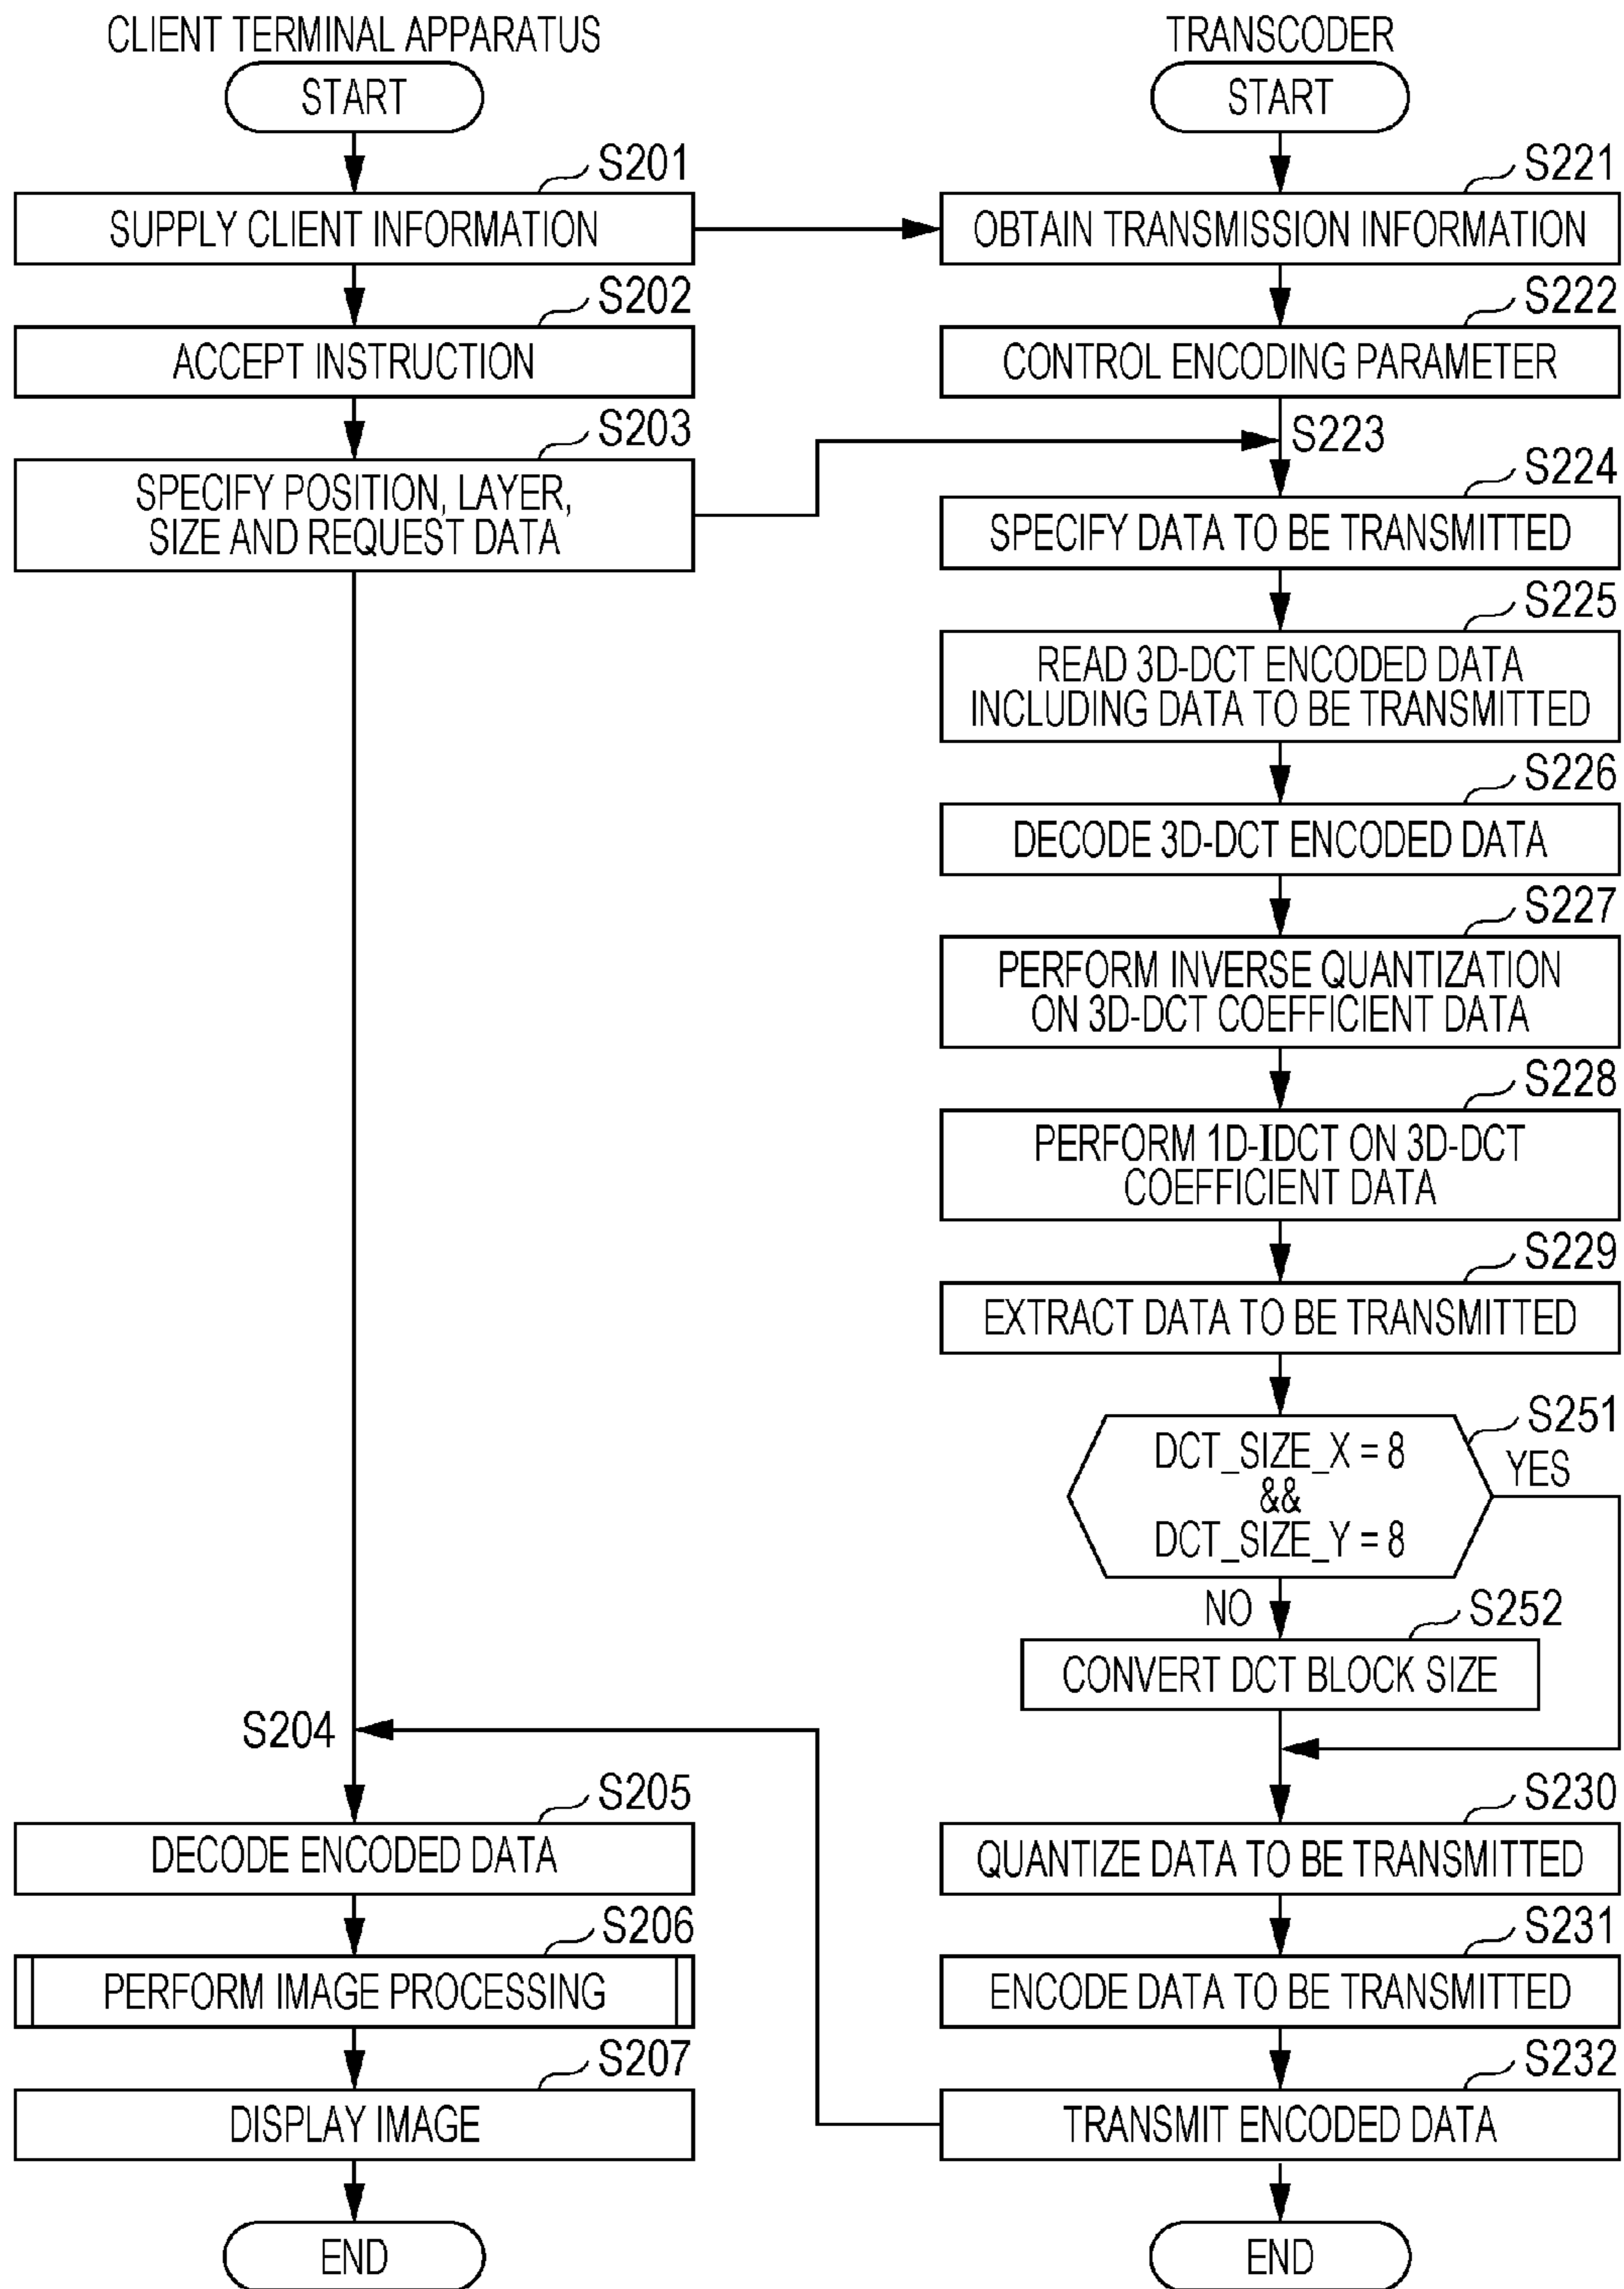 CLIENT TERMINAL APPARATUS
START
S201
SUPPLY CLIENT INFORMATION
S202
ACCEPT INSTRUCTION
S203
SPECIFY POSITION, LAYER,
SIZE AND REQUEST DATA
S204
S205
DECODE ENCODED DATA
S206
PERFORM IMAGE PROCESSING
S207
DISPLAY IMAGE
END
TRANSCODER
START
S221
OBTAIN TRANSMISSION INFORMATION
S222
CONTROL ENCODING PARAMETER
S223
S224
SPECIFY DATA TO BE TRANSMITTED
S225
READ 3D-DCT ENCODED DATA
INCLUDING DATA TO BE TRANSMITTED
S226
DECODE 3D-DCT ENCODED DATA
S227
PERFORM INVERSE QUANTIZATION
ON 3D-DCT COEFFICIENT DATA
S228
PERFORM 1D-IDCT ON 3D-DCT
COEFFICIENT DATA
S229
EXTRACT DATA TO BE TRANSMITTED
S251
DCT_SIZE_X = 8
&&
DCT_SIZE_Y = 8
YES
NO
S252
CONVERT DCT BLOCK SIZE
S230
QUANTIZE DATA TO BE TRANSMITTED
S231
ENCODE DATA TO BE TRANSMITTED
S232
TRANSMIT ENCODED DATA
END